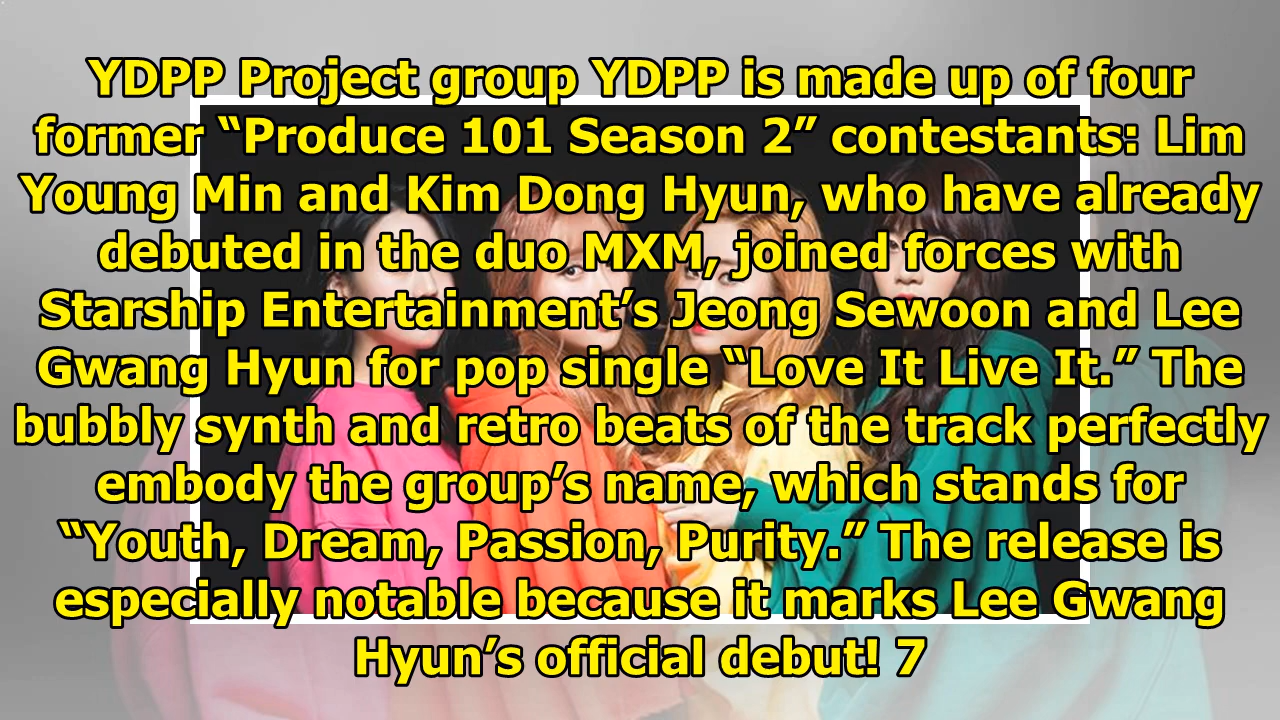 YDPP Project group YDPP is made up of four
former “Produce 101 Season 2” contestants: Lim
Young Min and Kim Dong Hyun, who have already
debuted in the duo MXM, joined forces with
Starship Entertainment’s Jeong Sewoon and Lee
Gwang Hyun for pop single “Love It Live It.” The
bubbly synth and retro beats of the track perfectly
embody the group’s name, which stands for
“Youth, Dream, Passion, Purity.” The release is
especially notable because it marks Lee Gwang
Hyun’s official debut! 7